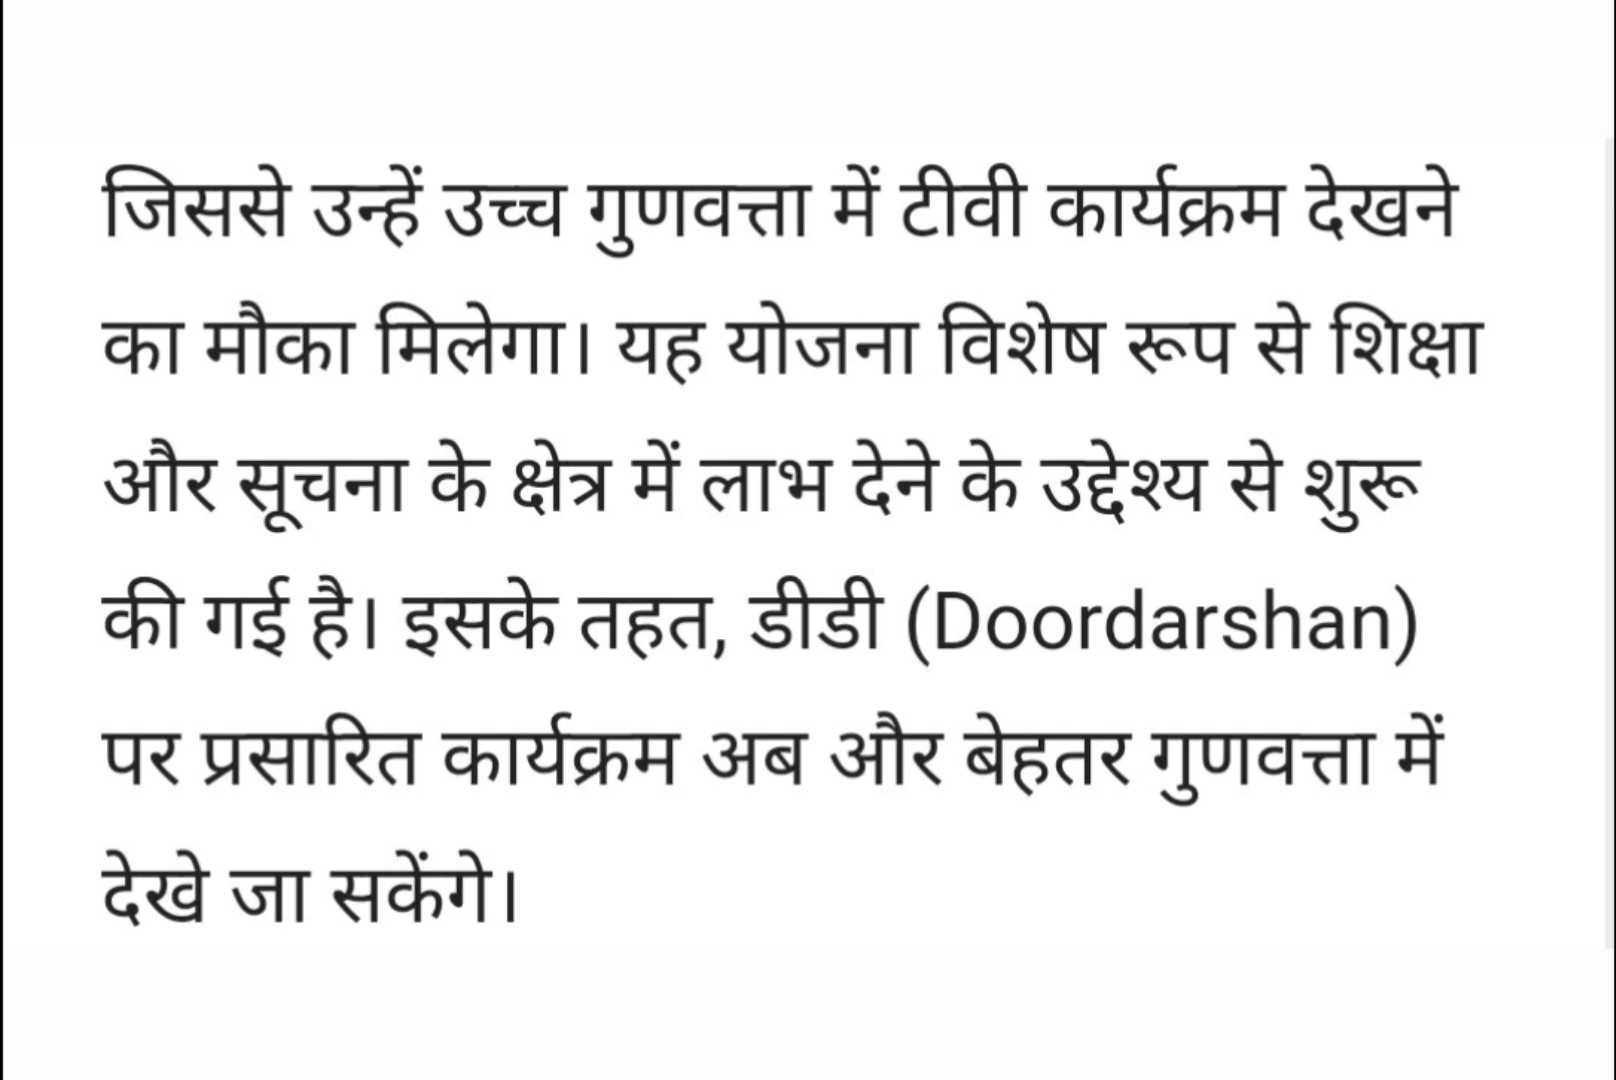 जिससे उन्हें उच्च गुणवत्ता में टीवी कार्यक्रम देखने
का मौका मिलेगा। यह योजना विशेष रूप से शिक्षा
और सूचना के क्षेत्र में लाभ देने के उद्देश्य से शुरू
की गई है। इसके तहत, डीडी (Doordarshan)
पर प्रसारित कार्यक्रम अब और बेहतर गुणवत्ता में
देखे जा सकेंगे।